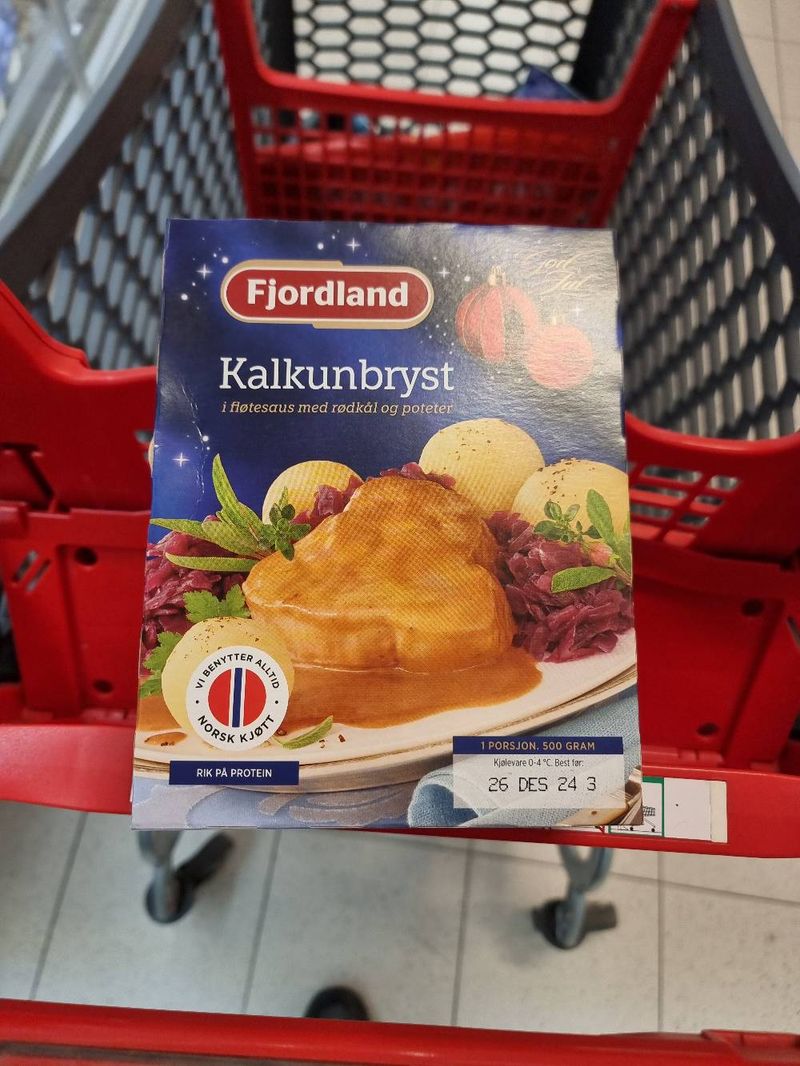 God
Jul
Fjordland
Kalkunbryst
i fløtesaus med rødkål og poteter
VI BENYTTER ALLTID
NORSK KJØTT
RIK PÅ PROTEIN
1 PORSJON. 500 GRAM
Kjølevare 0-4 °C. Best før:
26 DES 24 3